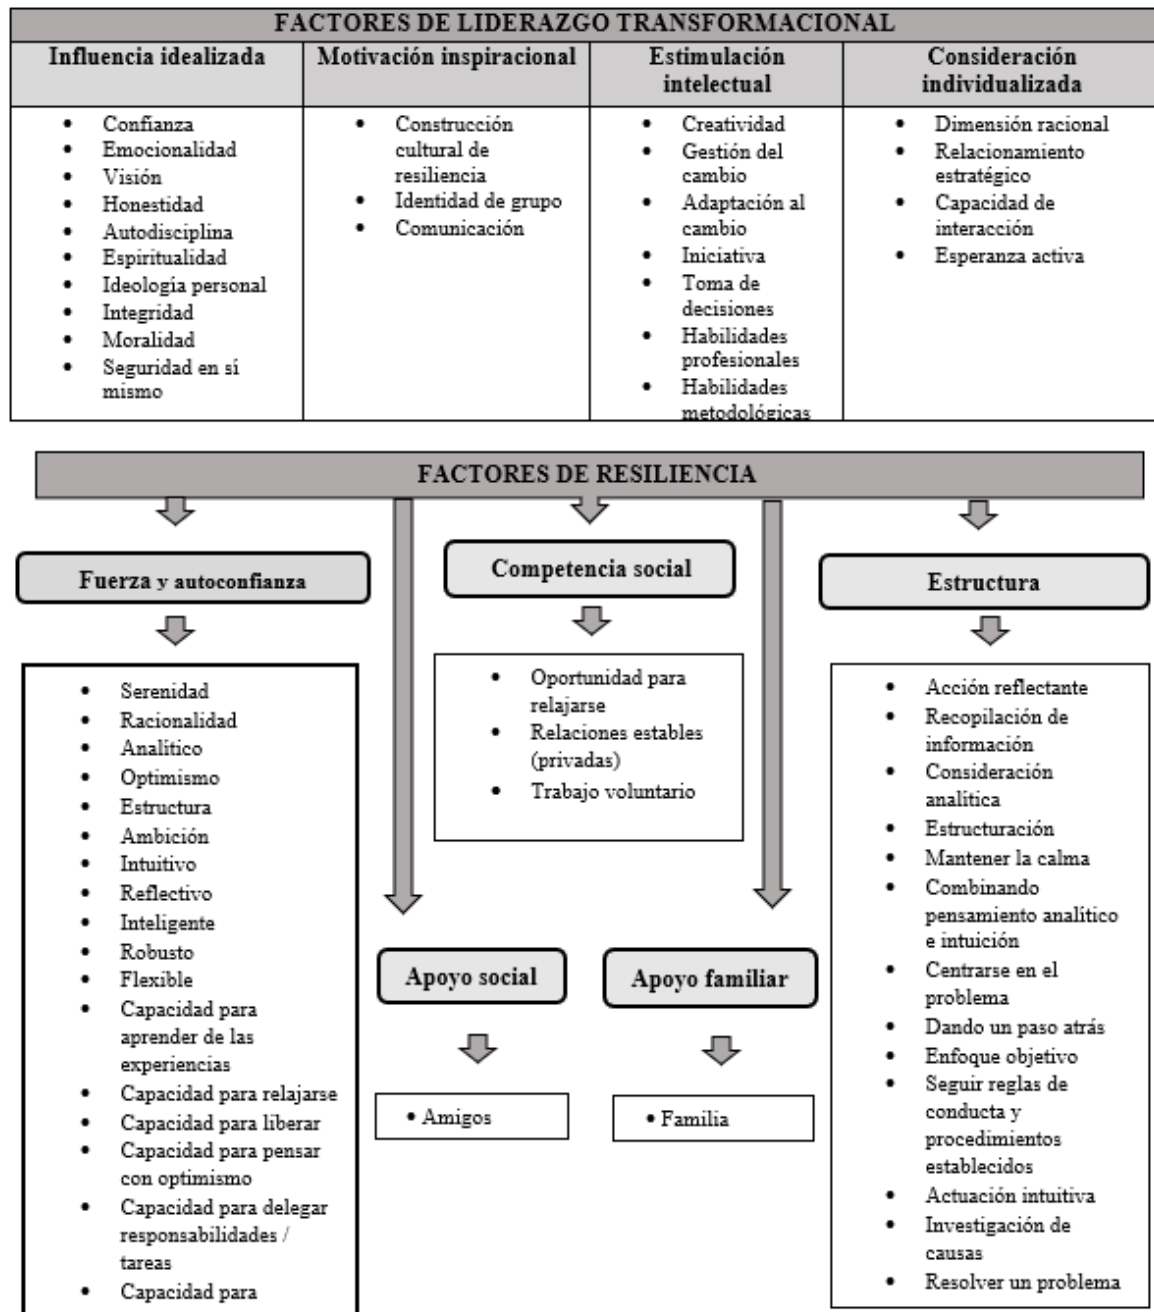 FACTORES DE LIDERAZGO TRANSFORMACIONAL
Influencia idealizada
• Confianza
• Emocionalidad
• Visión
• Honestidad
• Autodisciplina
• Espiritualidad
• Ideología personal
• Integridad
• Moralidad
• Seguridad en sí
mismo
Motivación inspiracional
• Construcción
cultural de
resiliencia
• Identidad de grupo
• Comunicación
Estimulación
intelectual
• Creatividad
• Gestión del
cambio
• Adaptación al
cambio
• Iniciativa
• Toma de
decisiones
• Habilidades
profesionales
• Habilidades
metodológicas
Consideración
individualizada
• Dimensión racional
• Relacionamiento
estratégico
• Capacidad de
interacción
• Esperanza activa
FACTORES DE RESILIENCIA
Fuerza y autoconfianza
• Serenidad
• Racionalidad
• Analítico
• Optimismo
• Estructura
• Ambición
• Intuitivo
• Reflectivo
• Inteligente
• Robusto
• Flexible
• Capacidad para
aprender de las
experiencias
• Capacidad para relajarse
• Capacidad para liberar
• Capacidad para pensar
con optimismo
• Capacidad para delegar
responsabilidades /
tareas
• Capacidad para
Competencia social
• Oportunidad para
relajarse
• Relaciones estables
(privadas)
• Trabajo voluntario
Apoyo social
• Amigos
Apoyo familiar
• Familia
Estructura
• Acción reflectante
• Recopilación de
información
• Consideración
analítica
• Estructuración
• Mantener la calma
• Combinando
pensamiento analítico
e intuición
• Centrarse en el
problema
• Dando un paso atrás
• Enfoque objetivo
• Seguir reglas de
conducta y
procedimientos
establecidos
• Actuación intuitiva
• Investigación de
causas
• Resolver un problema